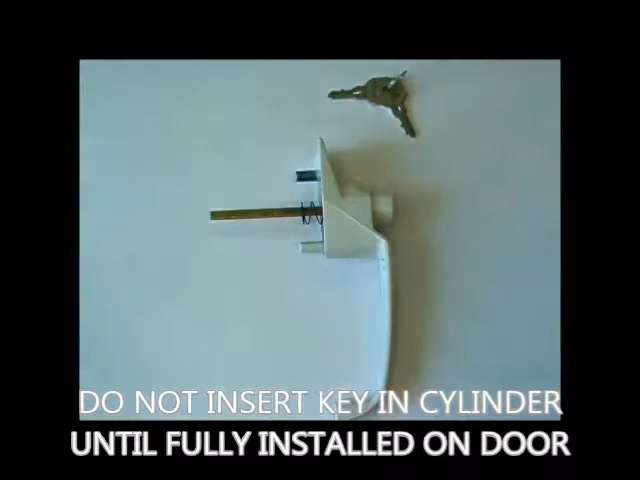 DO NOT INSERT KEY IN CYLINDER
UNTIL FULLY INSTALLED ON DOOR